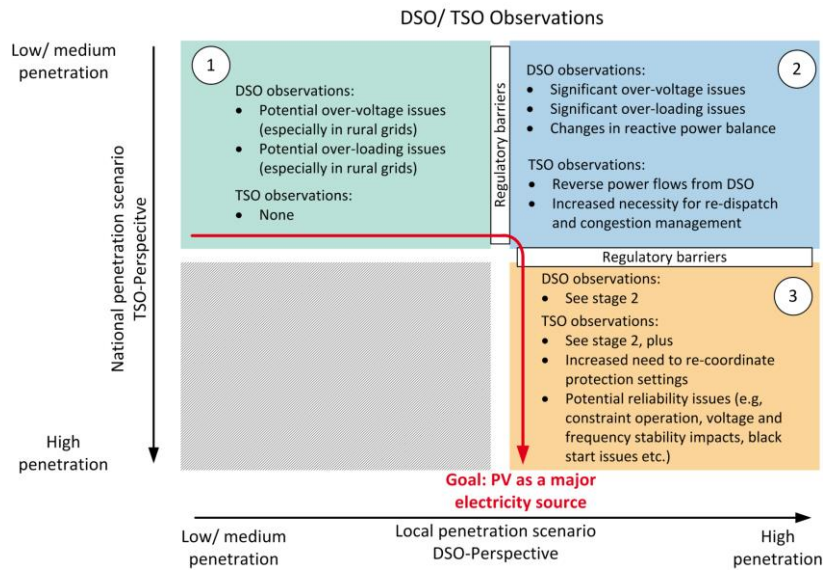 DSO/ TSO Observations
Low/ medium
penetration
National penetration scenario
TSO-Perspecitve
High
penetration
1
DSO observations:
• Potential over-voltage issues
(especially in rural grids)
• Potential over-loading issues
(especially in rural grids)
TSO observations:
• None
Regulatory barriers
2
DSO observations:
• Significant over-voltage issues
• Significant over-loading issues
• Changes in reactive power balance
TSO observations:
• Reverse power flows from DSO
• Increased necessity for re-dispatch
and congestion management
Regulatory barriers
3
DSO observations:
• See stage 2
TSO observations:
• See stage 2, plus
• Increased need to re-coordinate
protection settings
• Potential reliability issues (e.g,
constraint operation, voltage and
frequency stability impacts, black
start issues etc.)
Goal: PV as a major
electricity source
Low/ medium
penetration
Local penetration scenario
DSO-Perspective
High
penetration